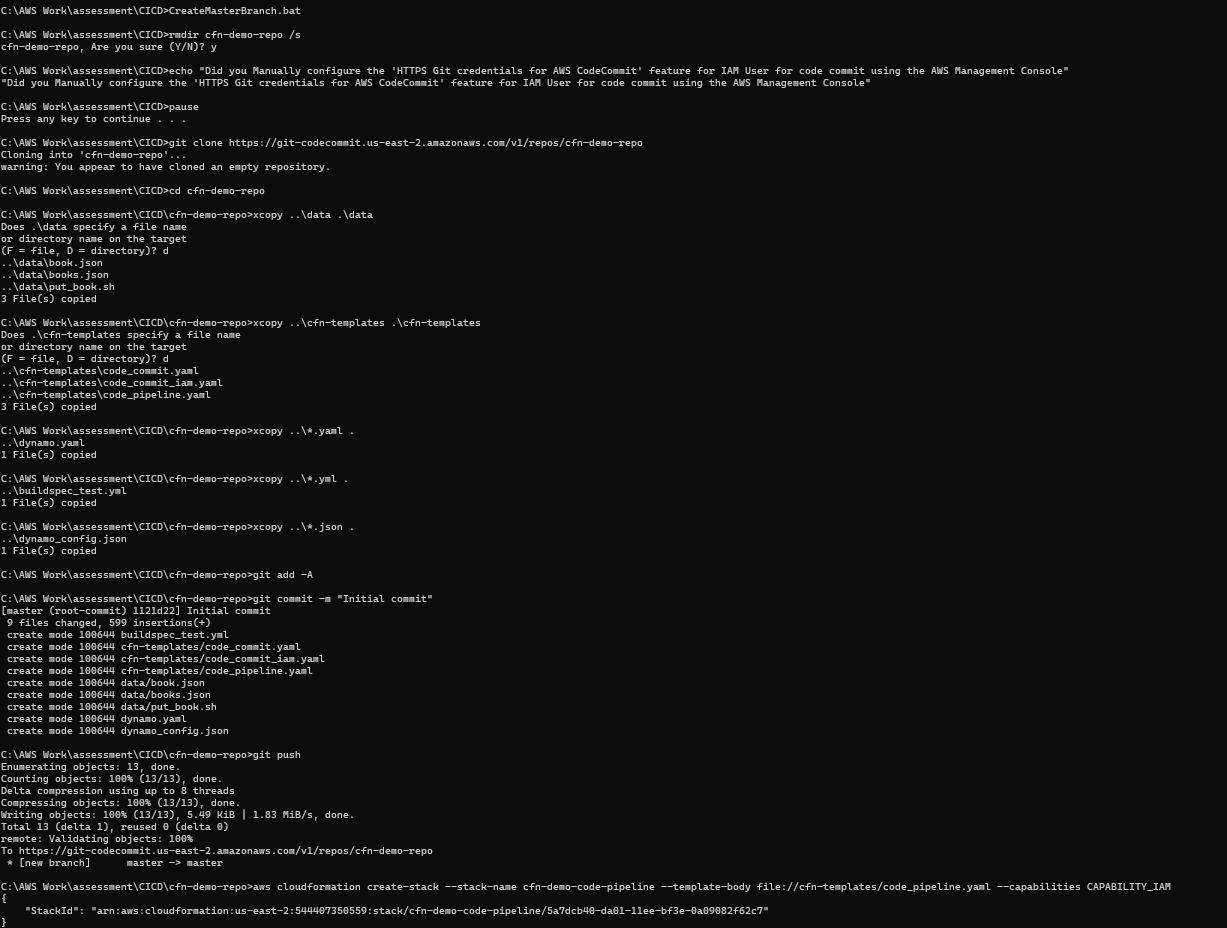 C:\AWS Work\assessment\CICD>CreateMasterBranch.bat
C:\AWS Work\assessment\CICD>rmdir cfn-demo-repo /s
cfn-demo-repo, Are you sure (Y/N)? y
C:\AWS Work\assessment\CICD>echo "Did you Manually configure the 'HTTPS Git credentials for AWS CodeCommit' feature for IAM User for code commit using the AWS Management Console"
"Did you Manually configure the 'HTTPS Git credentials for AWS CodeCommit' feature for IAM User for code commit using the AWS Management Console"
C:\AWS Work\assessment\CICD>pause
Press any key to continue . . .
C:\AWS Work\assessment\CICD>git clone https://git-codecommit.us-east-2.amazonaws.com/v1/repos/cfn-demo-repo
Cloning into 'cfn-demo-repo'...
warning: You appear to have cloned an empty repository.
C:\AWS Work\assessment\CICD>cd cfn-demo-repo
C:\AWS Work\assessment\CICD\cfn-demo-repo>xcopy ..\data .\data
Does .\data specify a file name
or directory name on the target
(F = file, D = directory)? d
..\data\book.json
..\data\books.json
..\data\put_book.sh
3 File(s) copied
C:\AWS Work\assessment\CICD\cfn-demo-repo>xcopy ..\cfn-templates .\cfn-templates
Does .\cfn-templates specify a file name
or directory name on the target
(F = file, D = directory)? d
..\cfn-templates\code_commit.yaml
..\cfn-templates\code_commit_iam.yaml
..\cfn-templates\code_pipeline.yaml
3 File(s) copied
C:\AWS Work\assessment\CICD\cfn-demo-repo>xcopy ..\*.yaml .
..\dynamo.yaml
1 File(s) copied
C:\AWS Work\assessment\CICD\cfn-demo-repo>xcopy ..\*.yml .
..\buildspec_test.yml
1 File(s) copied
C:\AWS Work\assessment\CICD\cfn-demo-repo>xcopy ..\*.json .
..\dynamo_config.json
1 File(s) copied
C:\AWS Work\assessment\CICD\cfn-demo-repo>git add -A
C:\AWS Work\assessment\CICD\cfn-demo-repo>git commit -m "Initial commit"
[master (root-commit) 1121d22] Initial commit
9 files changed, 599 insertions(+)
create mode 100644 buildspec_test.yml
create mode 100644 cfn-templates/code_commit.yaml
create mode 100644 cfn-templates/code_commit_iam.yaml
create mode 100644 cfn-templates/code_pipeline.yaml
create mode 100644 data/book.json
create mode 100644 data/books.json
create mode 100644 data/put_book.sh
create mode 100644 dynamo.yaml
create mode 100644 dynamo_config.json
C:\AWS Work\assessment\CICD\cfn-demo-repo>git push
Enumerating objects: 13, done.
Counting objects: 100% (13/13), done.
Delta compression using up to 8 threads
Compressing objects: 100% (13/13), done.
Writing objects: 100% (13/13), 5.49 KiB | 1.83 MiB/s, done.
Total 13 (delta 1), reused 0 (delta 0)
remote: Validating objects: 100%
To https://git-codecommit.us-east-2.amazonaws.com/v1/repos/cfn-demo-repo
* [new branch]      master -> master
C:\AWS Work\assessment\CICD\cfn-demo-repo>aws cloudformation create-stack --stack-name cfn-demo-code-pipeline --template-body file://cfn-templates/code_pipeline.yaml --capabilities CAPABILITY_IAM
{
"StackId": "arn:aws:cloudformation:us-east-2:544407350559:stack/cfn-demo-code-pipeline/5a7dcb40-da01-11ee-bf3e-0a09082f62c7"
}